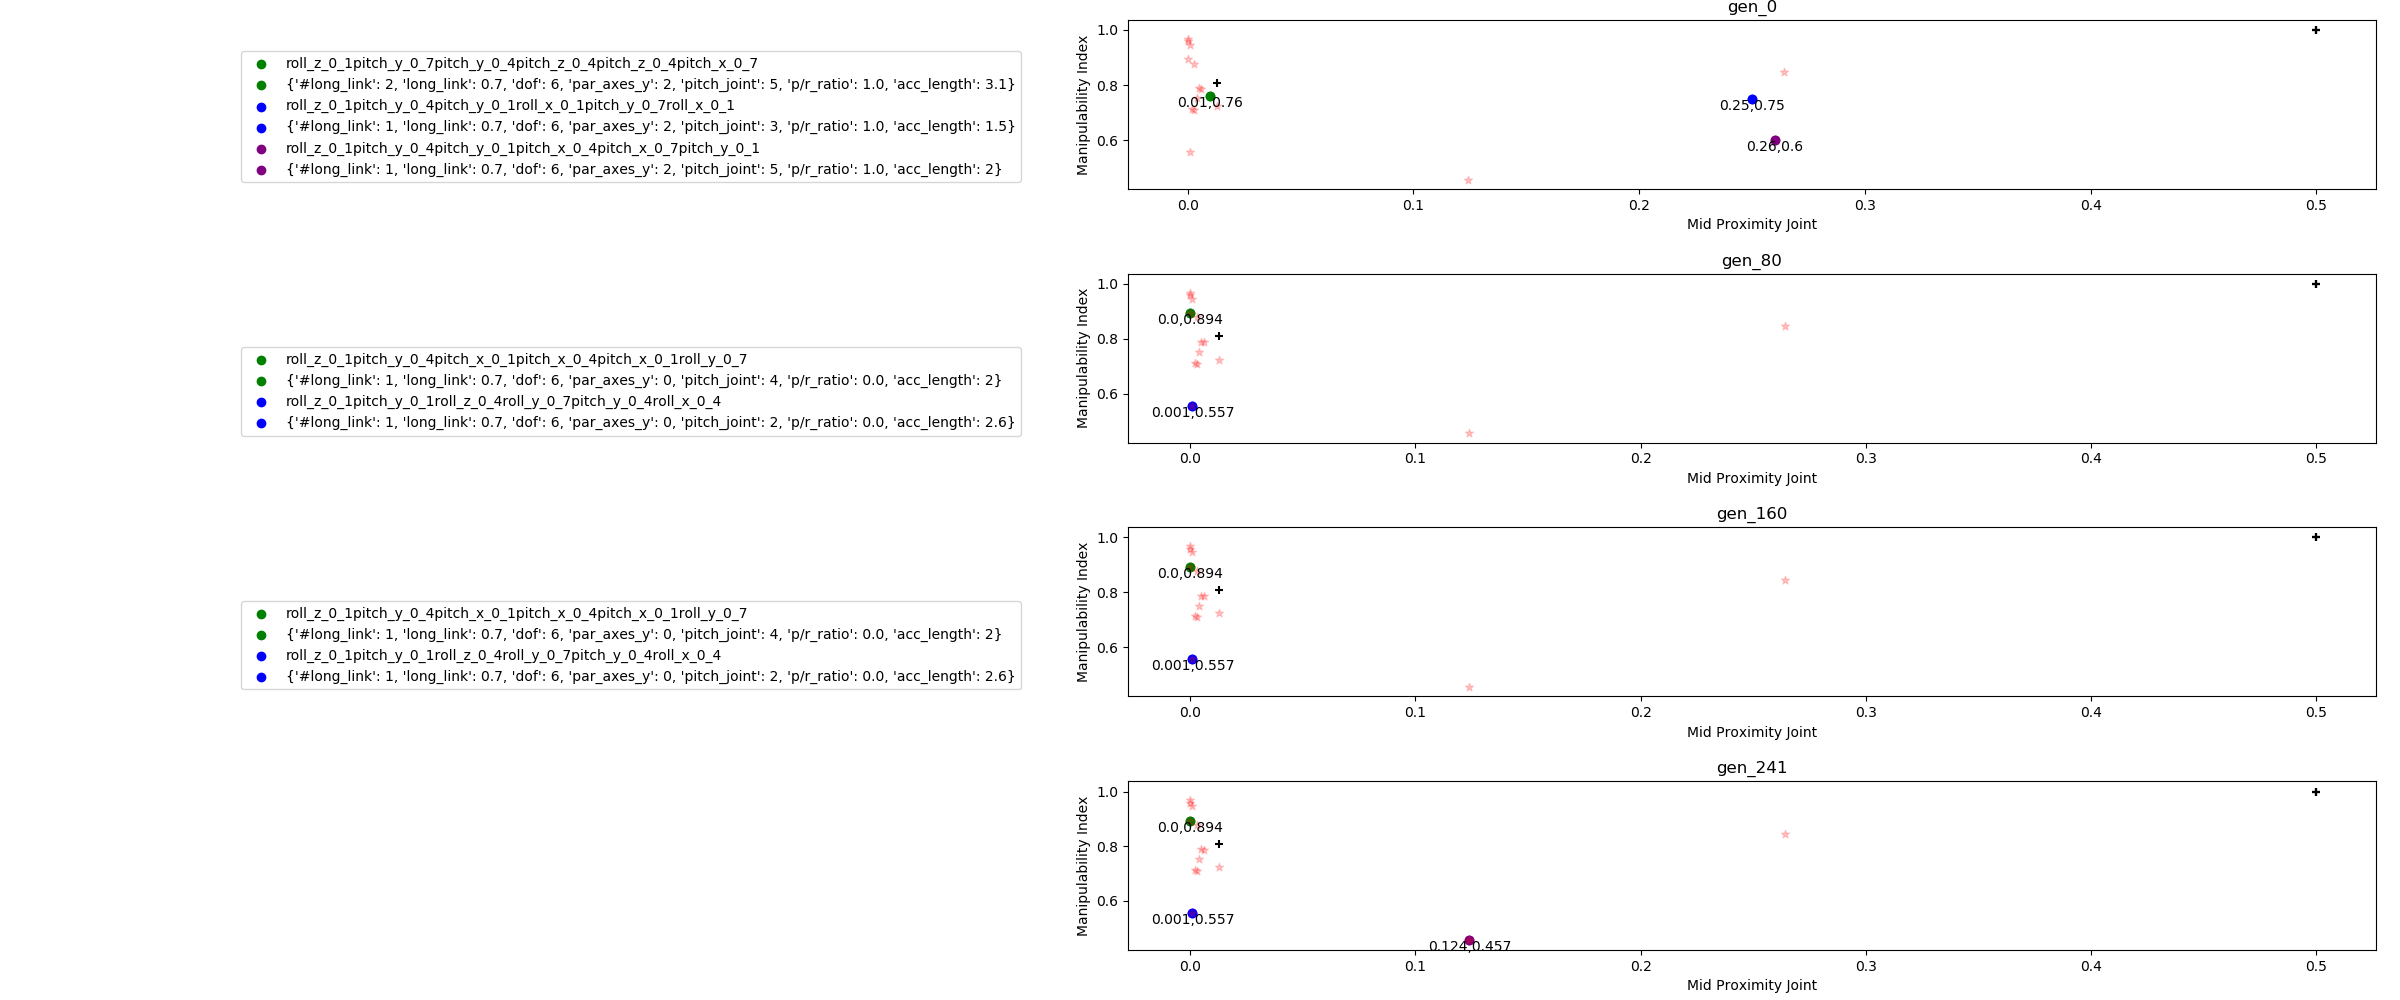 gen_0
roll_z_0_1pitch_y_0_7pitch_y_0_4pitch_z_0_4pitch_z_0_4pitch_x_0_7
{'#long_link': 2, 'long_link': 0.7, 'dof': 6, 'par_axes_y': 2, 'pitch_joint': 5, 'p/r_ratio': 1.0, 'acc_length': 3.1}
roll_z_0_1pitch_y_0_4pitch_y_0_1roll_x_0_1pitch_y_0_7roll_x_0_1
{'#long_link': 1, 'long_link': 0.7, 'dof': 6, 'par_axes_y': 2, 'pitch_joint': 3, 'p/r_ratio': 1.0, 'acc_length': 1.5}
roll_z_0_1pitch_y_0_4pitch_y_0_1pitch_x_0_4pitch_x_0_7pitch_y_0_1
{'#long_link': 1, 'long_link': 0.7, 'dof': 6, 'par_axes_y': 2, 'pitch_joint': 5, 'p/r_ratio': 1.0, 'acc_length': 2}
Manipulability Index
1.0
0.8
0.6
0.01,0.76
0.25,0.75
0.26,0.6
0.0 0.1 0.2 0.3 0.4 0.5
Mid Proximity Joint
gen_80
roll_z_0_1pitch_y_0_4pitch_x_0_1pitch_x_0_4pitch_x_0_1roll_y_0_7
{'#long_link': 1, 'long_link': 0.7, 'dof': 6, 'par_axes_y': 0, 'pitch_joint': 4, 'p/r_ratio': 0.0, 'acc_length': 2}
roll_z_0_1pitch_y_0_1roll_z_0_4roll_y_0_7pitch_y_0_4roll_x_0_4
{'#long_link': 1, 'long_link': 0.7, 'dof': 6, 'par_axes_y': 0, 'pitch_joint': 2, 'p/r_ratio': 0.0, 'acc_length': 2.6}
Manipulability Index
1.0
0.8
0.6
0.0,0.894
0.001,0.557
0.0 0.1 0.2 0.3 0.4 0.5
Mid Proximity Joint
gen_160
roll_z_0_1pitch_y_0_4pitch_x_0_1pitch_x_0_4pitch_x_0_1roll_y_0_7
{'#long_link': 1, 'long_link': 0.7, 'dof': 6, 'par_axes_y': 0, 'pitch_joint': 4, 'p/r_ratio': 0.0, 'acc_length': 2}
roll_z_0_1pitch_y_0_1roll_z_0_4roll_y_0_7pitch_y_0_4roll_x_0_4
{'#long_link': 1, 'long_link': 0.7, 'dof': 6, 'par_axes_y': 0, 'pitch_joint': 2, 'p/r_ratio': 0.0, 'acc_length': 2.6}
Manipulability Index
1.0
0.8
0.6
0.0,0.894
0.001,0.557
0.0 0.1 0.2 0.3 0.4 0.5
Mid Proximity Joint
gen_241
Manipulability Index
1.0
0.8
0.6
0.0,0.894
0.001,0.557
0.124,0.457
0.0 0.1 0.2 0.3 0.4 0.5
Mid Proximity Joint